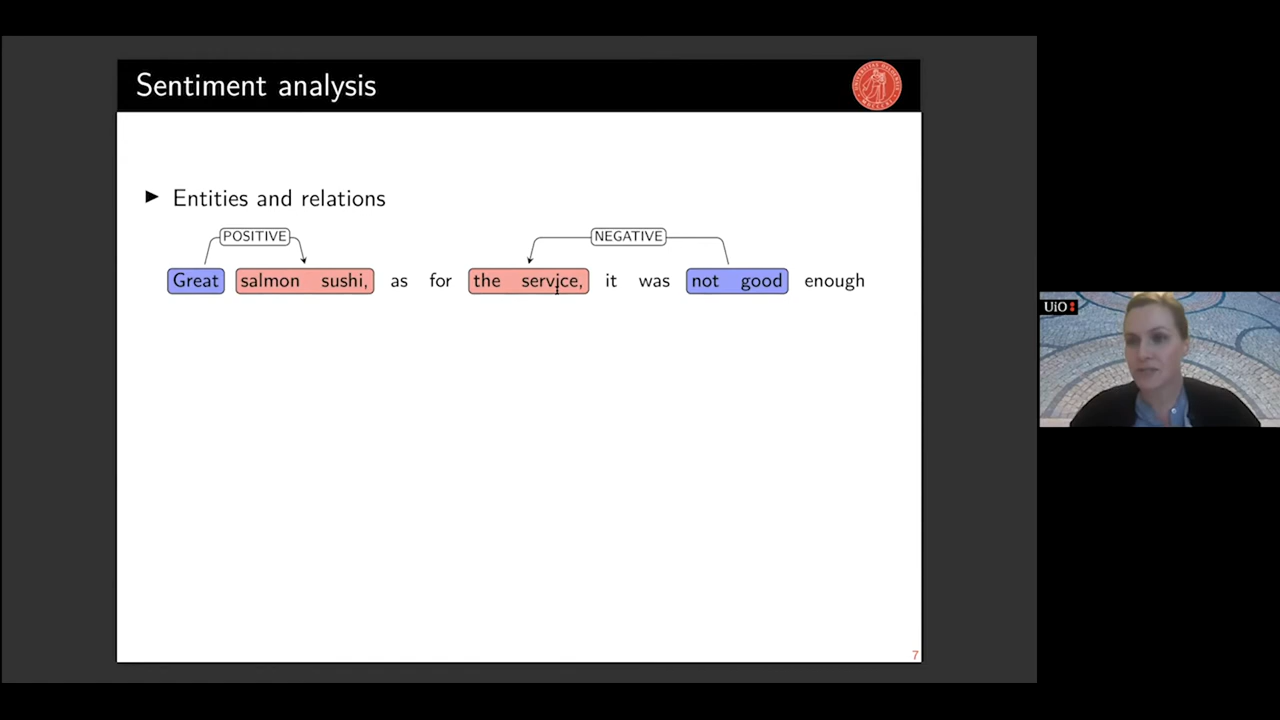 Sentiment analysis
▶ Entities and relations
POSITIVE NEGATIVE
Great salmon sushi, as for the service, it was not good enough
UiO
7